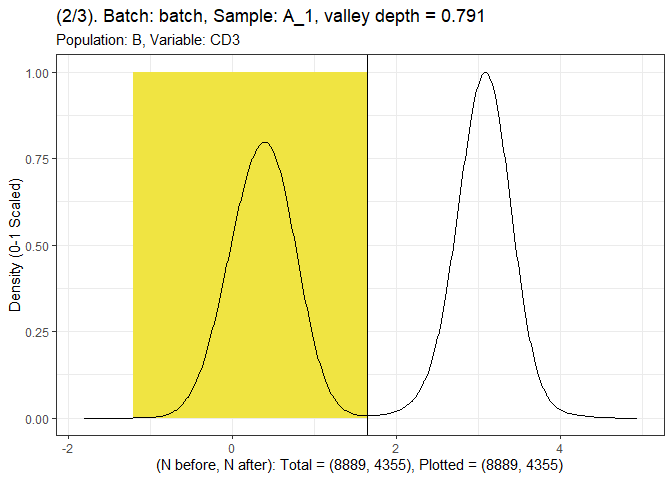 (2/3). Batch: batch, Sample: A_1, valley depth = 0.791
Population: B, Variable: CD3
Density (0-1 Scaled)
1.00
0.75
0.50
0.25
0.00
-2
0
2
4
(N before, N after): Total = (8889, 4355), Plotted = (8889, 4355)